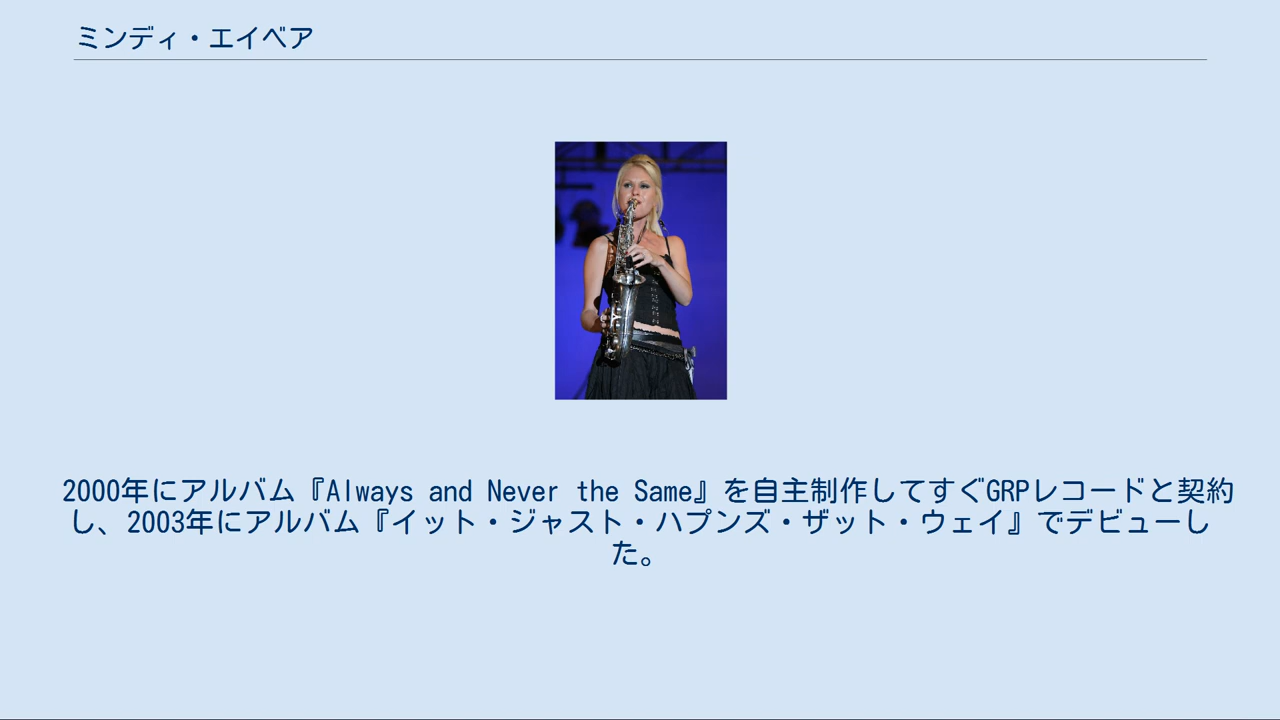 ミンディ・エイベア
2000年にアルバム『Always and Never the Same』を自主制作してすぐGRPレコードと契約
し、2003年にアルバム『イット・ジャスト・ハプンズ・ザット・ウェイ』でデビューし
た。